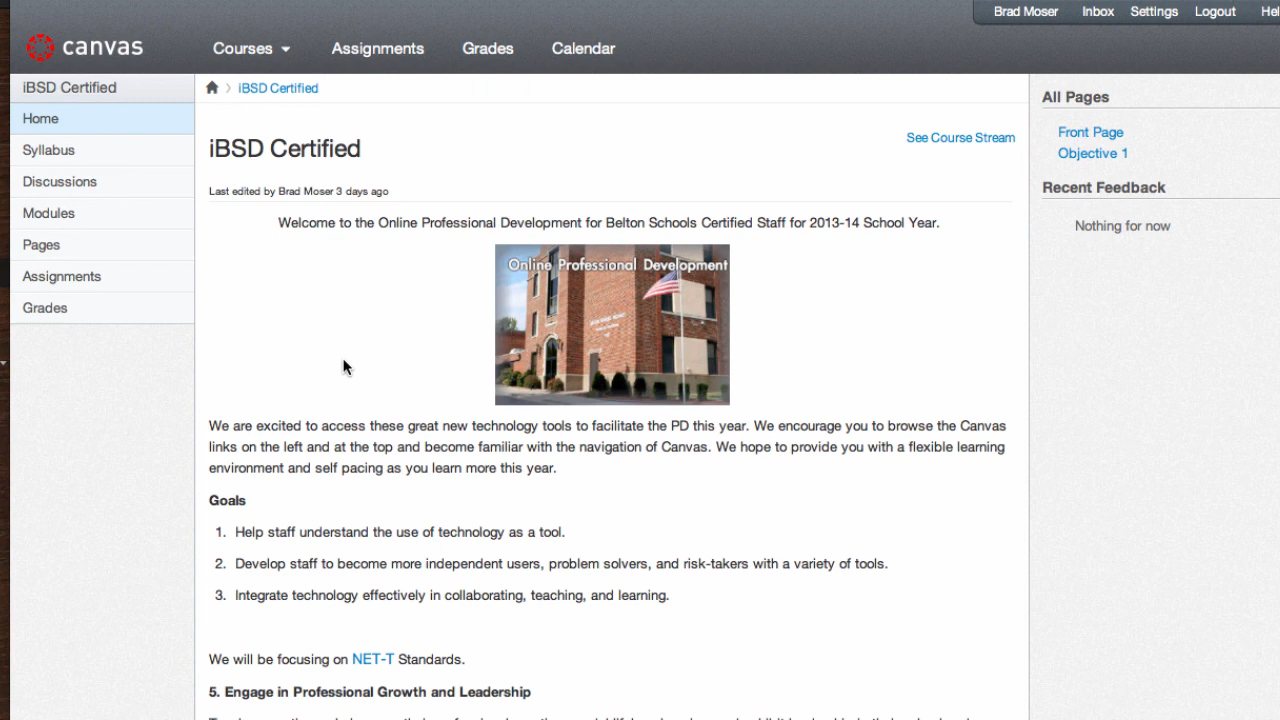 Brad Moser Inbox Settings Logout
canvas
Courses Assignments Grades Calendar
iBSD Certified
Home
Syllabus
Discussions
Modules
Pages
Assignments
Grades
iBSD Certified
iBSD Certified
See Course Stream
Last edited by Brad Moser 3 days ago
Welcome to the Online Professional Development for Belton Schools Certified Staff for 2013-14 School Year.
Online Professional Development
We are excited to access these great new technology tools to facilitate the PD this year. We encourage you to browse the Canvas
links on the left and at the top and become familiar with the navigation of Canvas. We hope to provide you with a flexible learning
environment and self pacing as you learn more this year.
Goals
1. Help staff understand the use of technology as a tool.
2. Develop staff to become more independent users, problem solvers, and risk-takers with a variety of tools.
3. Integrate technology effectively in collaborating, teaching, and learning.
We will be focusing on NET-T Standards.
5. Engage in Professional Growth and Leadership
All Pages
Front Page
Objective 1
Recent Feedback
Nothing for now